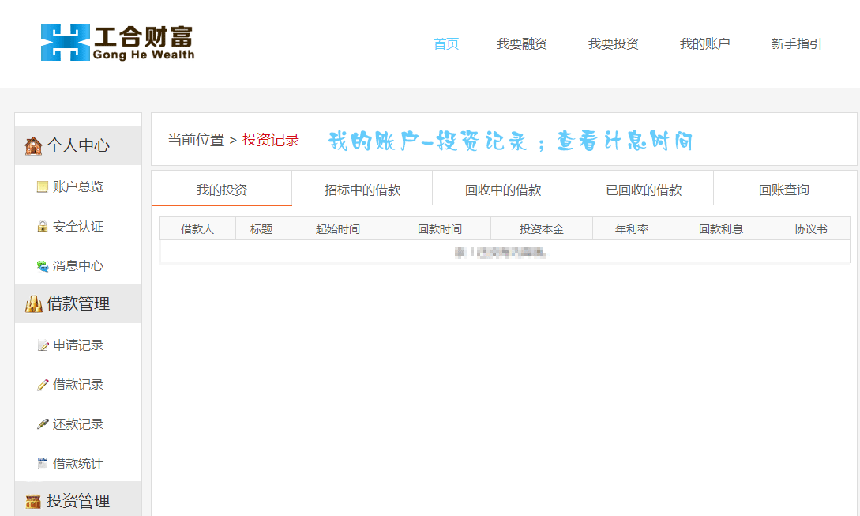 工合财富
Gong He Wealth
首页 我要融资 我要投资 我的账户 新手指引
个人中心
账户总览
安全认证
消息中心
借款管理
申请记录
借款记录
还款记录
借款统计
投资管理
当前位置 > 投资记录
我的账户-投资记录；查看计息时间
我的投资 招标中的借款 回收中的借款 已回收的借款 回账查询
借款人 标题 起始时间 回款时间 投资本金 年利率 回款利息 协议书